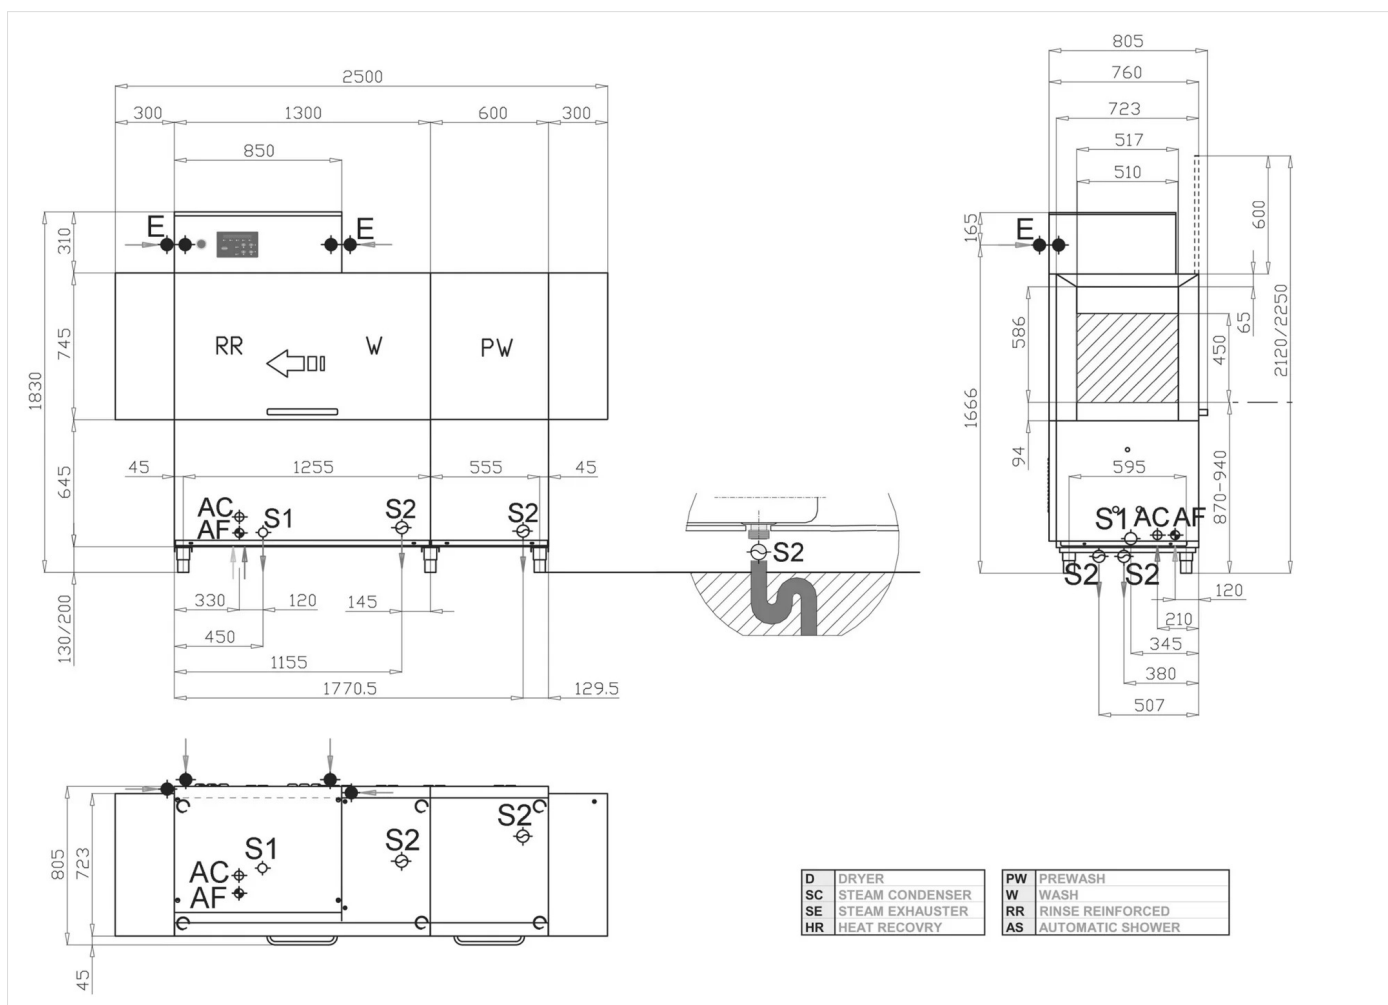 2500
300 1300 600 300
850
E E
310
1830
745
RR W PW
645
45 1255 555 45
AC
AF S1 S2 S2
130/200
330 120 145
450
1155
1770.5 129.5
S2
805
760
723
517
510
165
E
600
1666
586
65
450
2120/2250
94
595
870-940
S1 AC AF
S2 S2
120
210
345
380
507
805
723
45
AC
AF
S1
S2
S2
D DRYER
SC STEAM CONDENSER
SE STEAM EXHAUSTER
HR HEAT RECOVRY
PW PREWASH
W WASH
RR RINSE REINFORCED
AS AUTOMATIC SHOWER